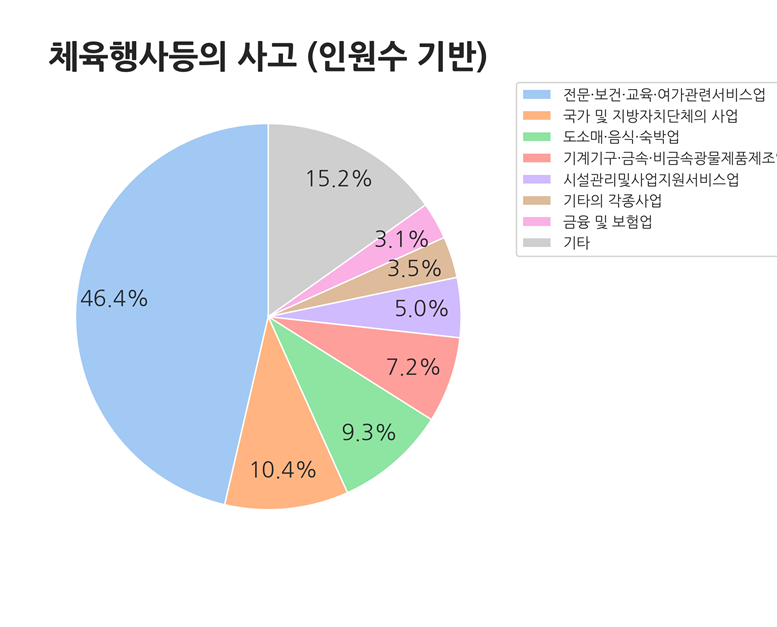 체육행사등의 사고 (인원수 기반)
전문·보건·교육·여가관련서비스업
국가 및 지방자치단체의 사업
도소매·음식·숙박업
기계기구·금속·비금속광물제품제조
시설관리및사업지원서비스업
기타의 각종사업
금융 및 보험업
기타
15.2%
3.1%
3.5%
46.4%
5.0%
7.2%
9.3%
10.4%